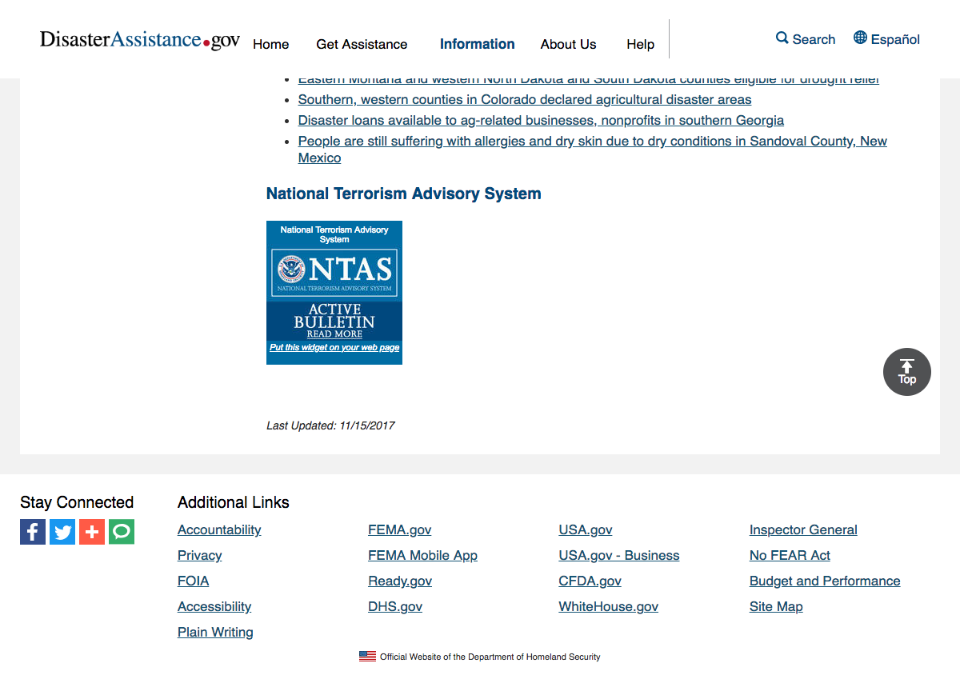 DisasterAssistance.gov Home Get Assistance Information About Us Help Search Español
Eastern Montana and western North Dakota and South Dakota counties eligible for drought relief
Southern, western counties in Colorado declared agricultural disaster areas
Disaster loans available to ag-related businesses, nonprofits in southern Georgia
People are still suffering with allergies and dry skin due to dry conditions in Sandoval County, New
Mexico
National Terrorism Advisory System
National Terrorism Advisory
System
NTAS
NATIONAL TERRORISM ADVISORY SYSTEM
ACTIVE
BULLETIN
READ MORE
Put this widget on your web page
Top
Last Updated: 11/15/2017
Stay Connected
Additional Links
Accountability FEMA.gov USA.gov Inspector General
Privacy FEMA Mobile App USA.gov - Business No FEAR Act
FOIA Ready.gov CFDA.gov Budget and Performance
Accessibility DHS.gov WhiteHouse.gov Site Map
Plain Writing
Official Website of the Department of Homeland Security